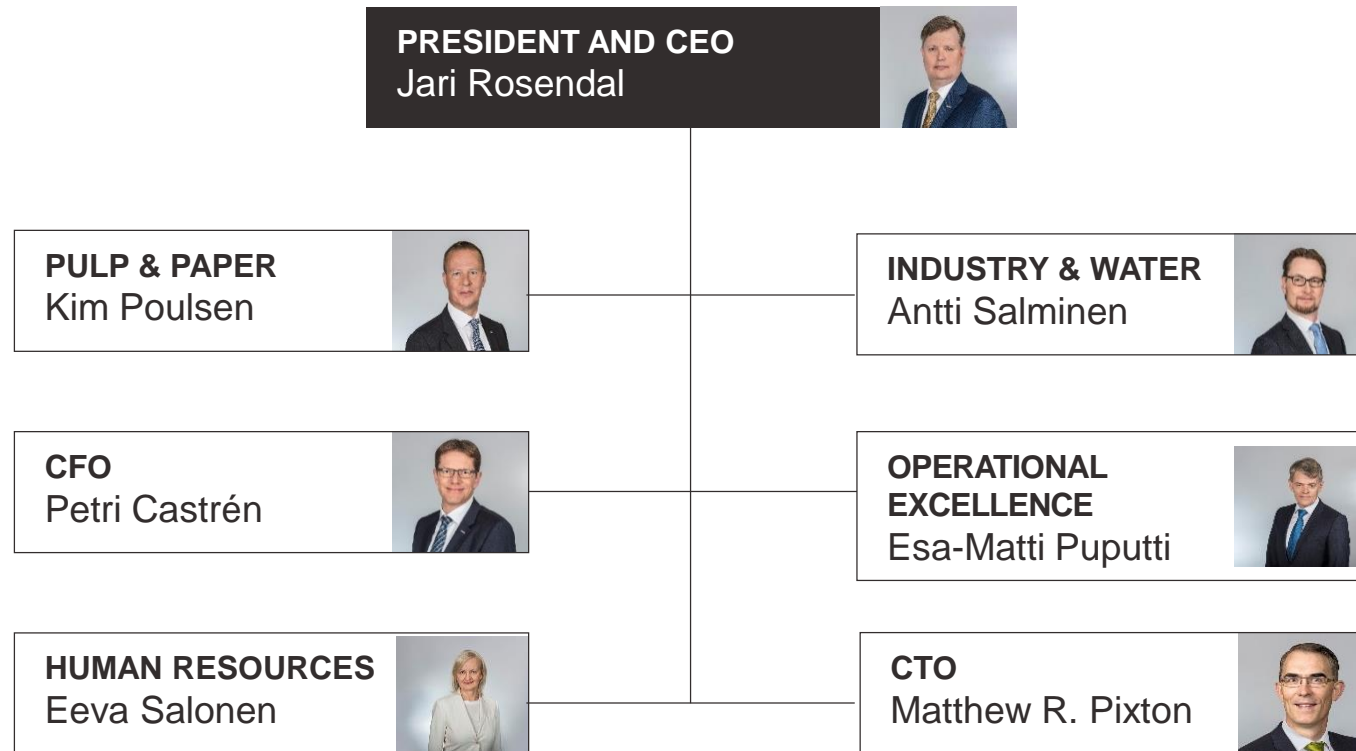 PRESIDENT AND CEO
Jari Rosendal
PULP & PAPER
Kim Poulsen
INDUSTRY & WATER
Antti Salminen
CFO
Petri Castrén
OPERATIONAL
EXCELLENCE
Esa-Matti Puputti
HUMAN RESOURCES
Eeva Salonen
CTO
Matthew R. Pixton